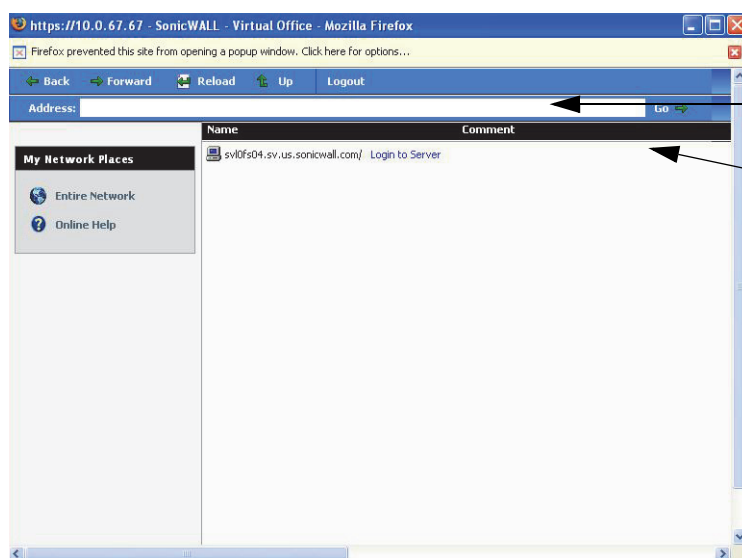 https://10.0.67.67 - SonicWALL - Virtual Office - Mozilla Firefox
Firefox prevented this site from opening a popup window. Click here for options...
Back Forward Reload Up Logout
Address: Go
Name Comment
My Network Places
svl0fs04.sv.us.sonicwall.com/ Login to Server
Entire Network
Online Help